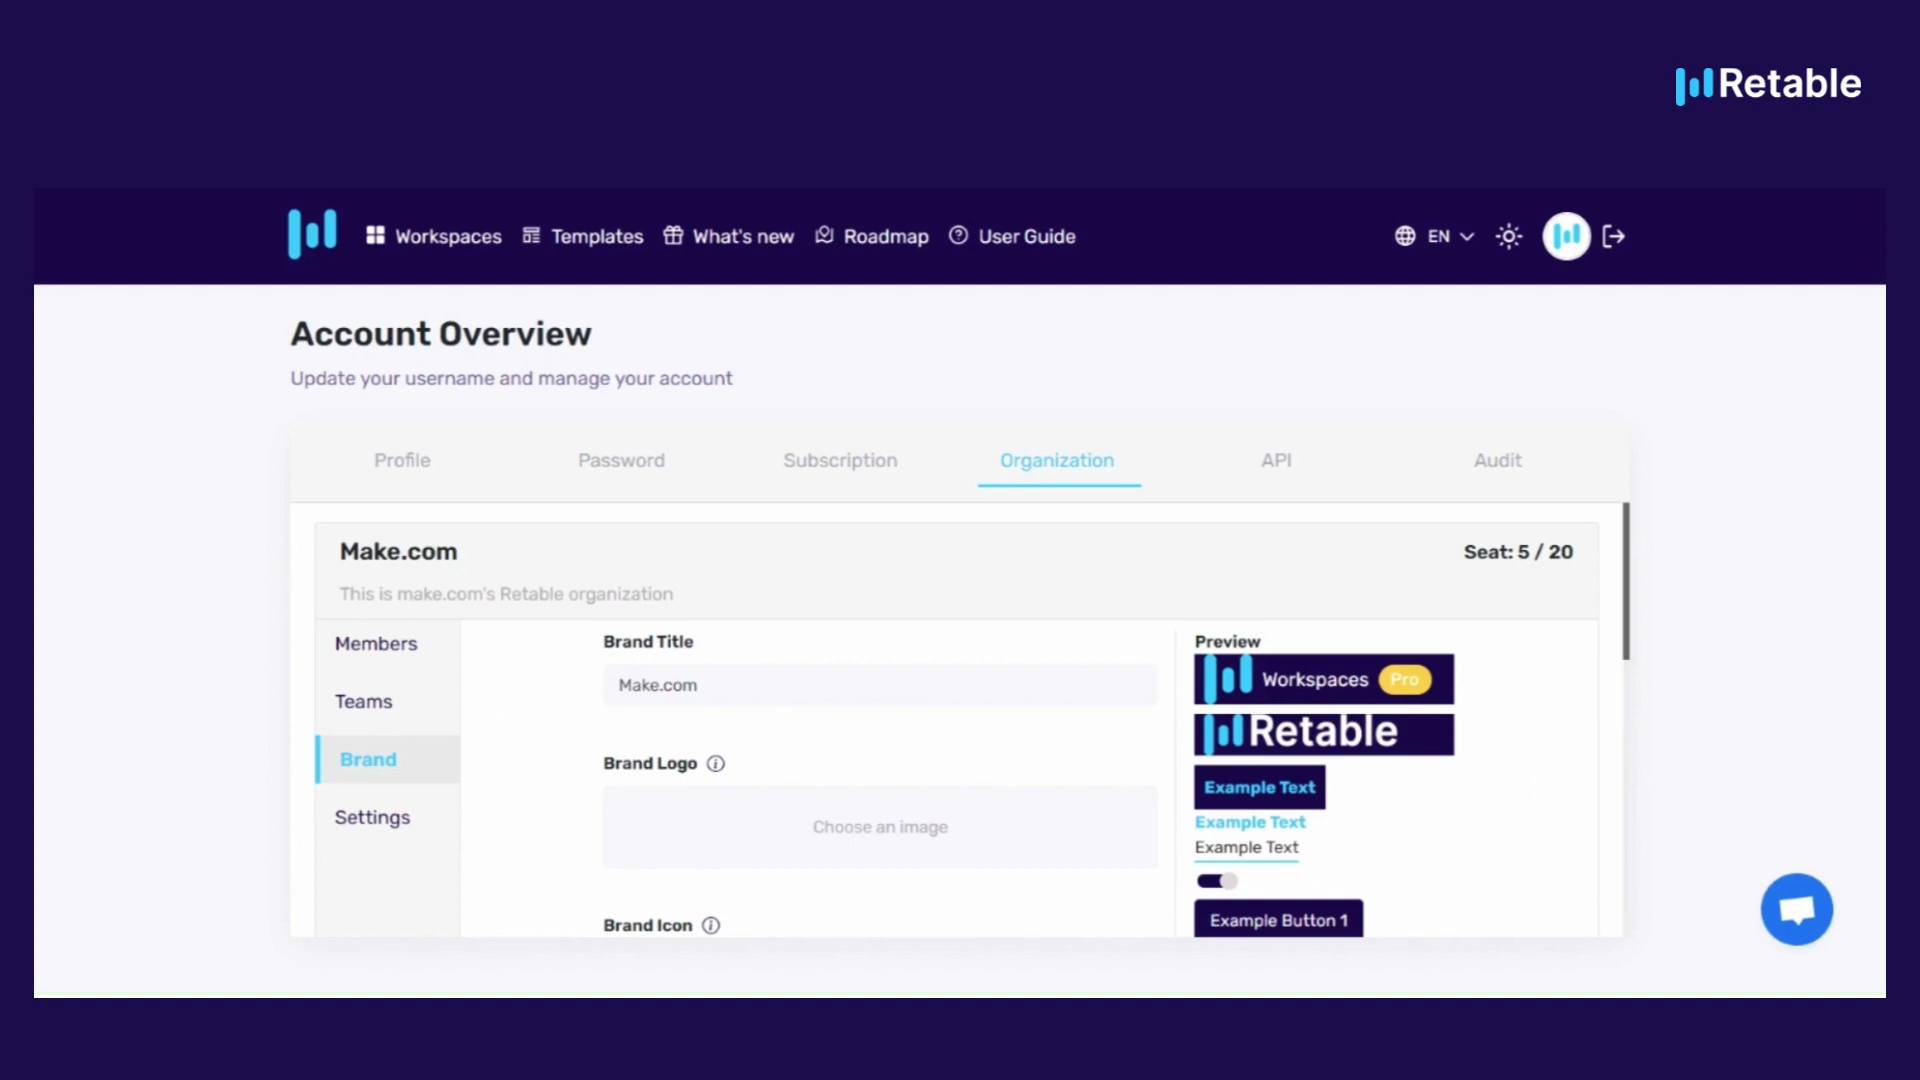 Retable
Workspaces Templates What's new Roadmap User Guide EN
Account Overview
Update your username and manage your account
Profile Password Subscription Organization API Audit
Make.com
Seat: 5 / 20
This is make.com's Retable organization
Members
Teams
Brand
Settings
Brand Title
Make.com
Brand Logo
Choose an image
Brand Icon
Preview
Workspaces Pro
Retable
Example Text
Example Text
Example Text
Example Button 1